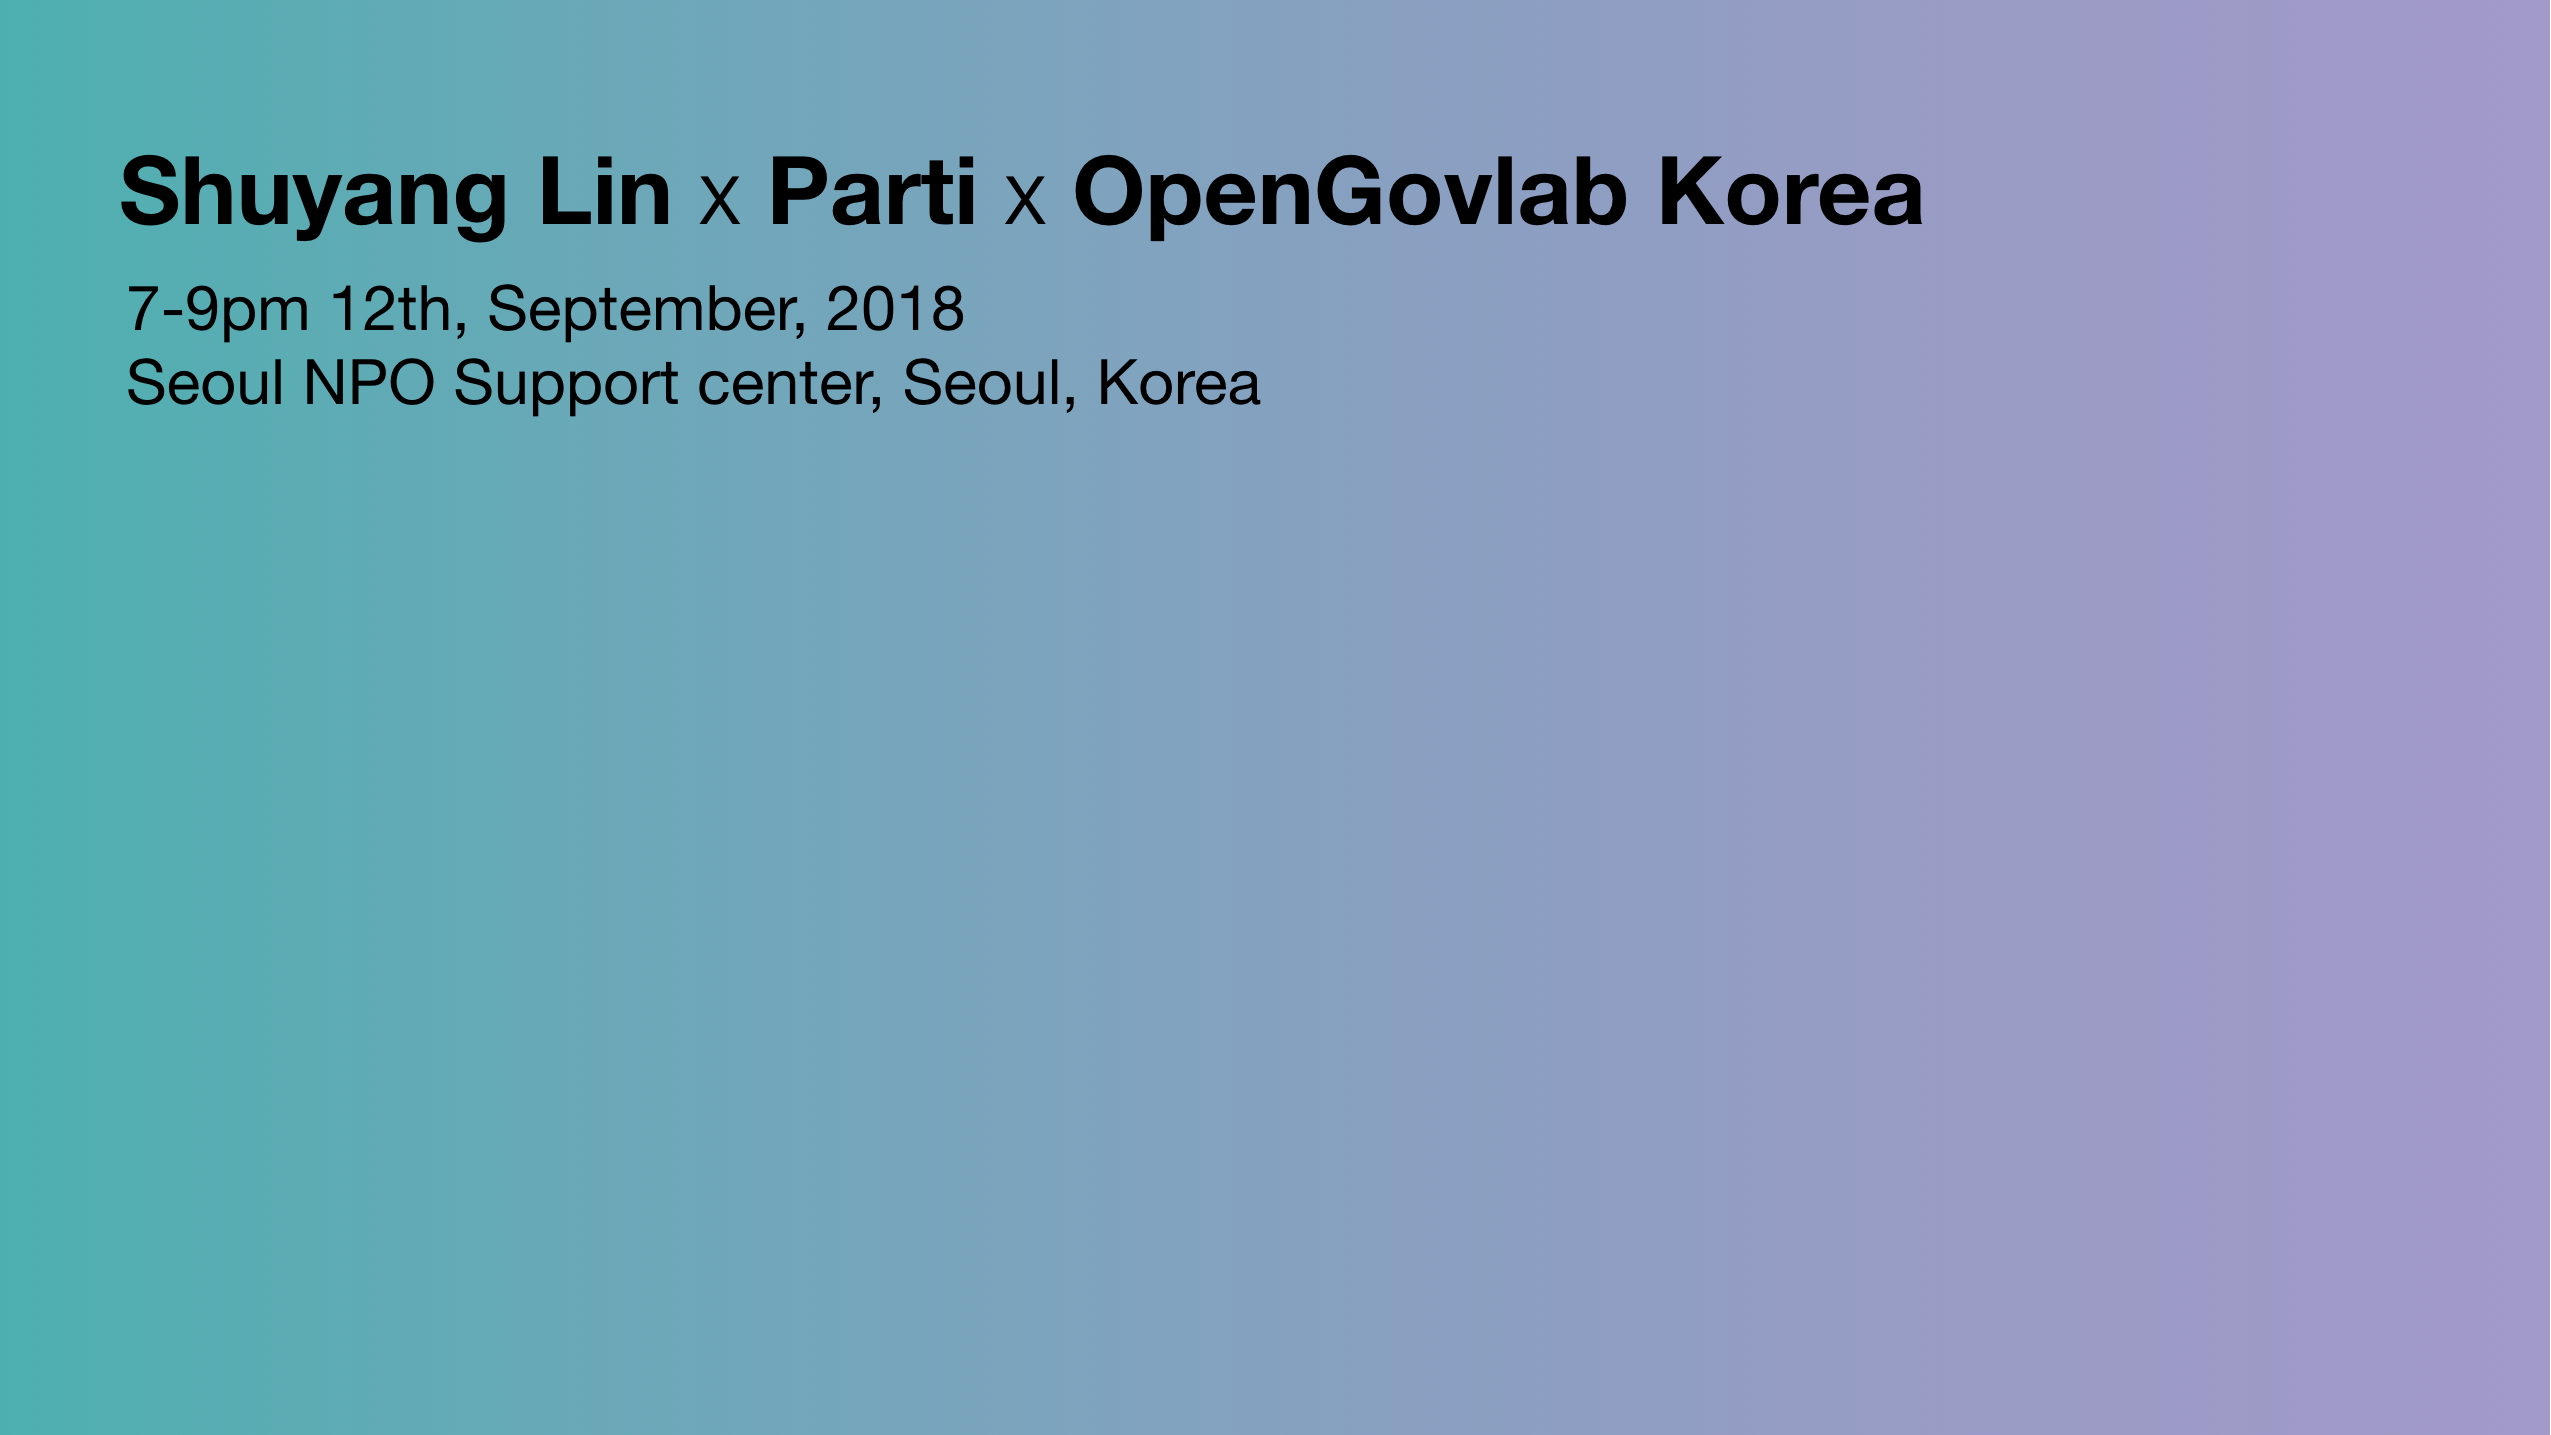 Shuyang Lin x Parti x OpenGovlab Korea
7-9pm 12th, September, 2018
Seoul NPO Support center, Seoul, Korea